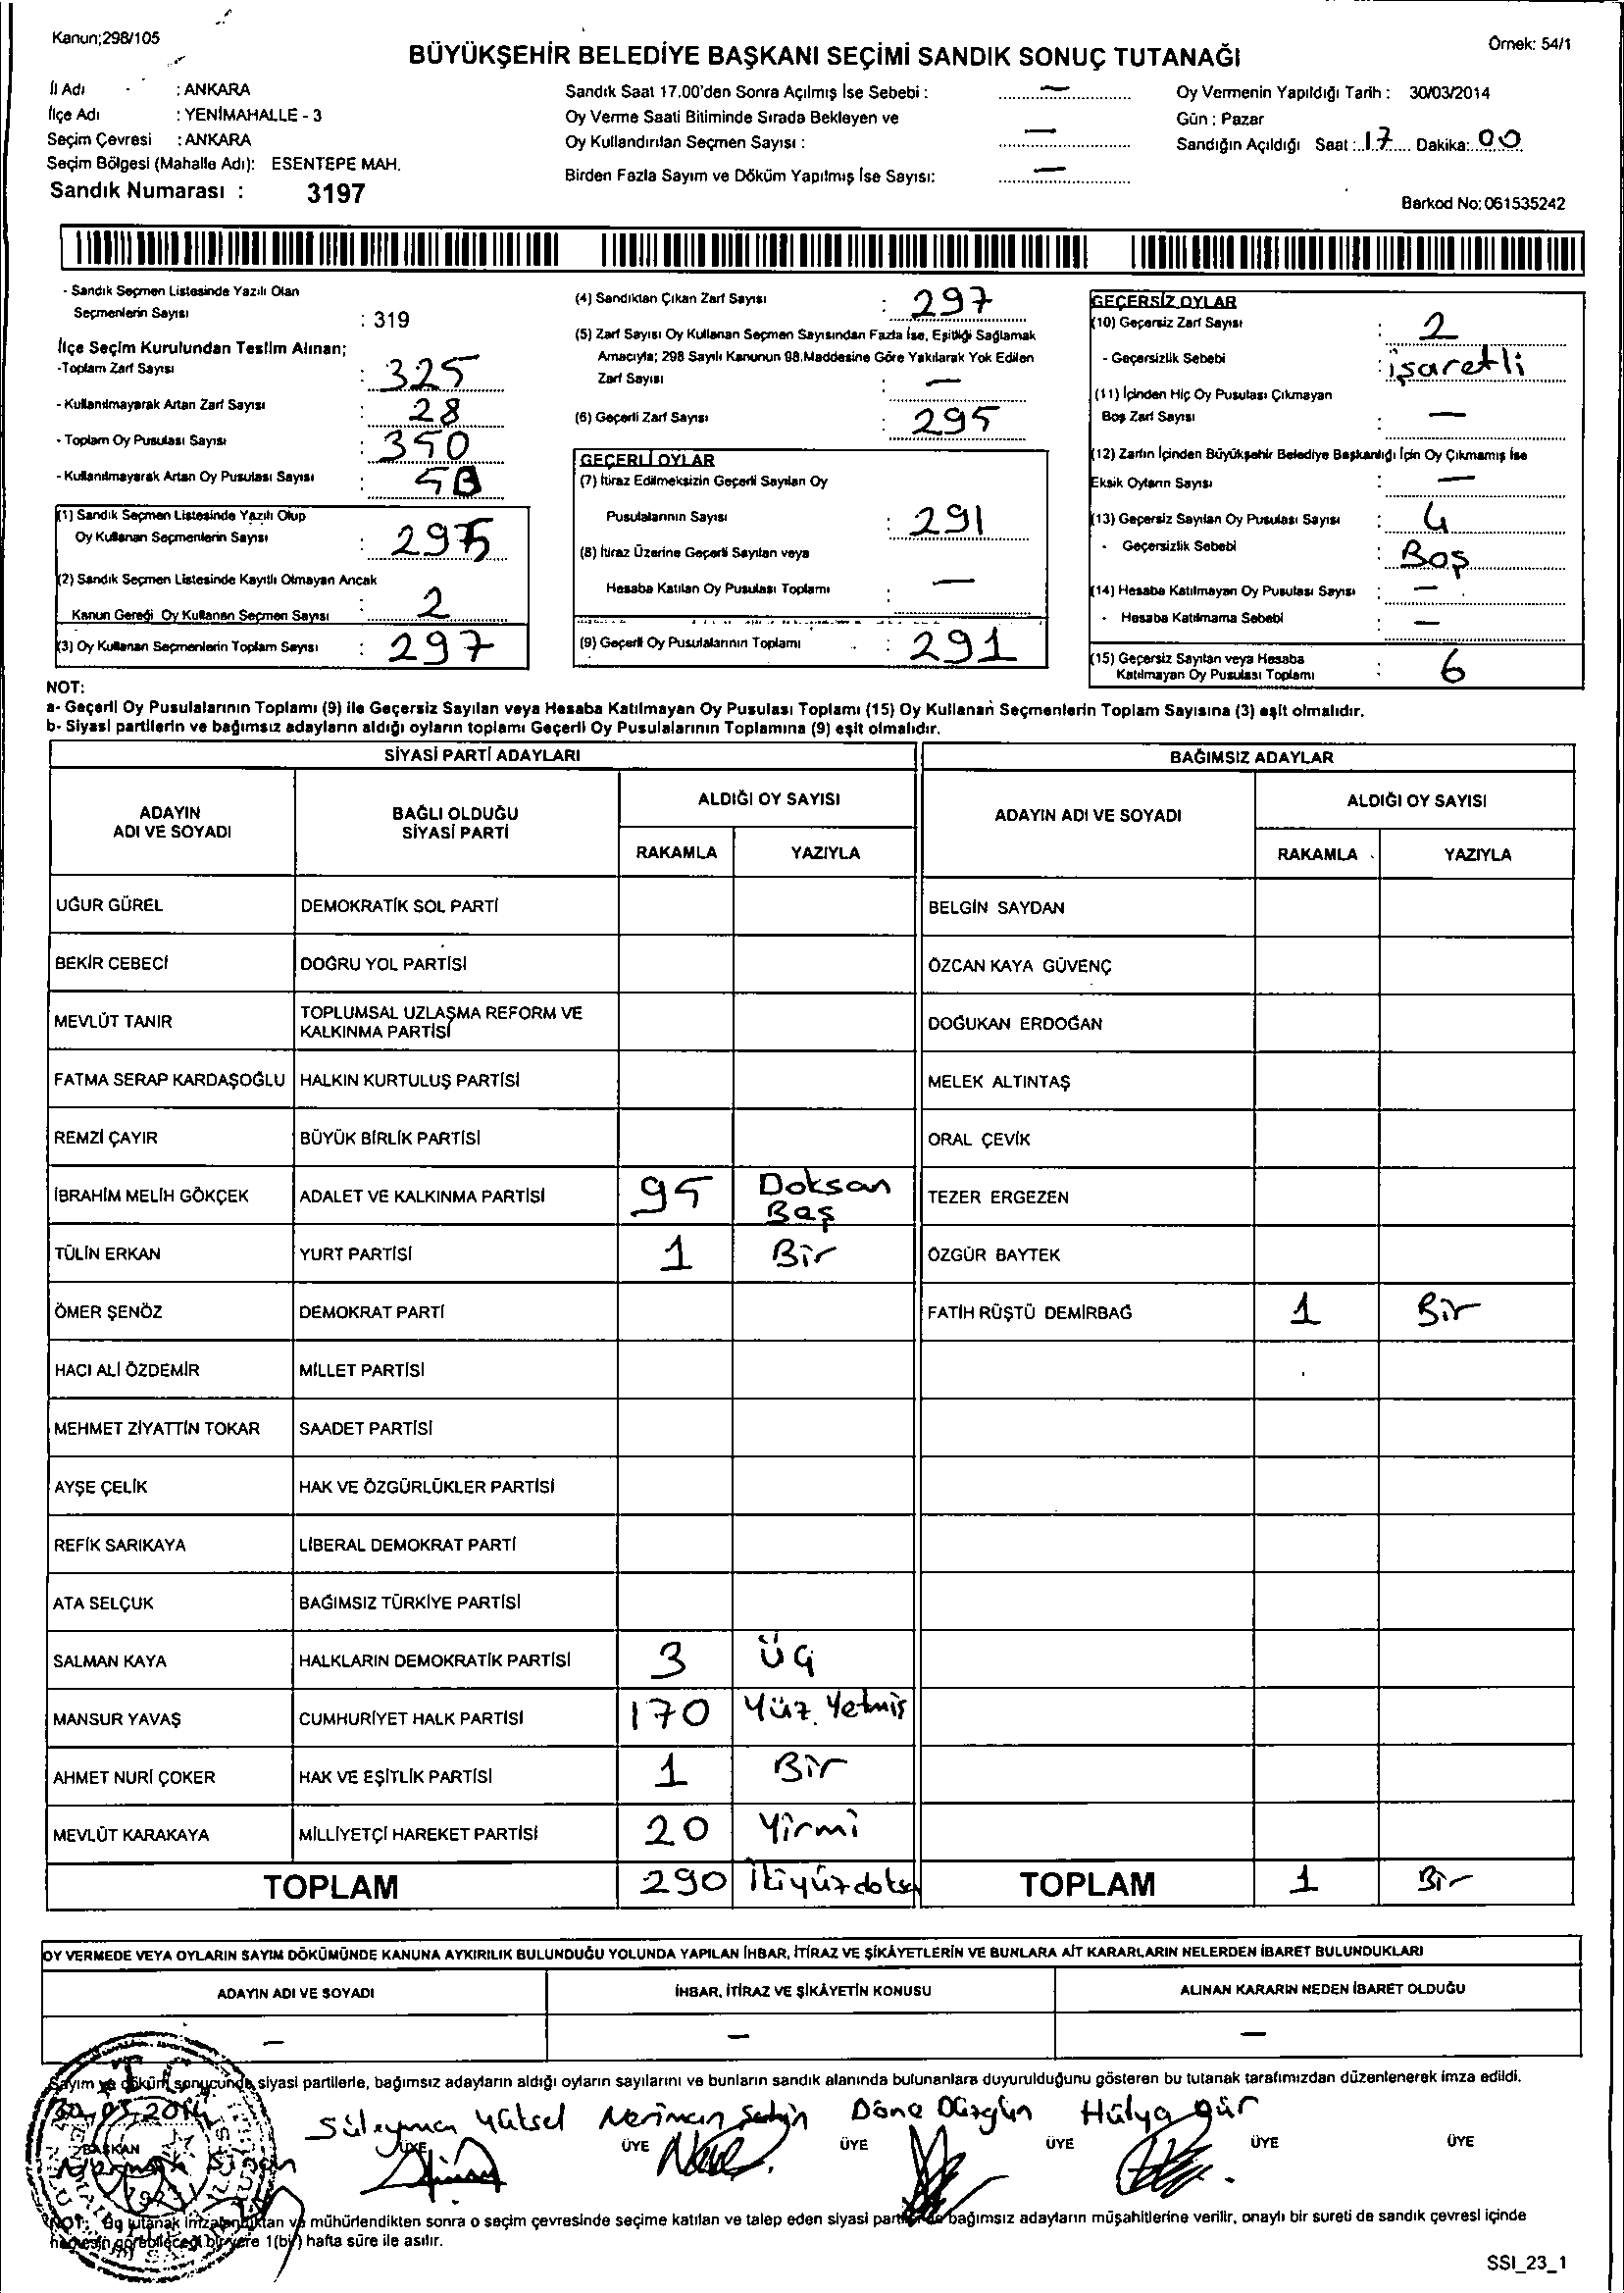 Kanun;298/105
Örnek: 54/1
BÜYÜKŞEHİR BELEDİYE BAŞKANI SEÇİMİ SANDIK SONUÇ TUTANAĞI
İl Adı : ANKARA
İlçe Adı : YENİMAHALLE - 3
Seçim Çevresi : ANKARA
Seçim Bölgesi (Mahalle Adı): ESENTEPE MAH.
Sandık Numarası : 3197
Sandık Saat 17.00'den Sonra Açılmış İse Sebebi : —
Oy Verme Saati Bitiminde Sırada Bekleyen ve
Oy Kullandırılan Seçmen Sayısı : —
Birden Fazla Sayım ve Döküm Yapılmış İse Sayısı: —
Oy Vermenin Yapıldığı Tarih : 30/03/2014
Gün : Pazar
Sandığın Açıldığı Saat : 17 Dakika: 00
Barkod No: 061535242
- Sandık Seçmen Listesinde Yazılı Olan
Seçmenlerin Sayısı : 319
İlçe Seçim Kurulundan Teslim Alınan;
-Toplam Zarf Sayısı : 325
- Kullanılmayarak Artan Zarf Sayısı : 28
- Toplam Oy Pusulası Sayısı : 350
- Kullanılmayarak Artan Oy Pusulası Sayısı :
(1) Sandık Seçmen Listesinde Yazılı Olup
Oy Kullanan Seçmenlerin Sayısı : 295
(2) Sandık Seçmen Listesinde Kayıtlı Olmayan Ancak
Kanun Gereği Oy Kullanan Seçmen Sayısı : 2
(3) Oy Kullanan Seçmenlerin Toplam Sayısı : 297
(4) Sandıktan Çıkan Zarf Sayısı : 297
(5) Zarf Sayısı Oy Kullanan Seçmen Sayısından Fazla İse, Eşitliği Sağlamak
Amacıyla; 298 Sayılı Kanunun 98.Maddesine Göre Yakılarak Yok Edilen
Zarf Sayısı : —
(6) Geçerli Zarf Sayısı : 295
GEÇERLİ OYLAR
(7) İtiraz Edilmeksizin Geçerli Sayılan Oy
Pusulalarının Sayısı : 291
(8) İtiraz Üzerine Geçerli Sayılan veya
Hesaba Katılan Oy Pusulası Toplamı : —
(9) Geçerli Oy Pusulalarının Toplamı : 291
GEÇERSİZ OYLAR
(10) Geçersiz Zarf Sayısı : 2
- Geçersizlik Sebebi : işaretli
(11) İçinden Hiç Oy Pusulası Çıkmayan
Boş Zarf Sayısı : —
(12) Zarfın İçinden Büyükşehir Belediye Başkanlığı İçin Oy Çıkmamış İse
Eksik Oyların Sayısı : —
(13) Geçersiz Sayılan Oy Pusulası Sayısı : 4
- Geçersizlik Sebebi : Boş
(14) Hesaba Katılmayan Oy Pusulası Sayısı : —
- Hesaba Katılmama Sebebi : —
(15) Geçersiz Sayılan veya Hesaba
Katılmayan Oy Pusulası Toplamı : 6
NOT:
a- Geçerli Oy Pusulalarının Toplamı (9) ile Geçersiz Sayılan veya Hesaba Katılmayan Oy Pusulası Toplamı (15) Oy Kullanan Seçmenlerin Toplam Sayısına (3) eşit olmalıdır.
b- Siyasi partilerin ve bağımsız adayların aldığı oyların toplamı Geçerli Oy Pusulalarının Toplamına (9) eşit olmalıdır.
SİYASİ PARTİ ADAYLARI
BAĞIMSIZ ADAYLAR
ADAYIN
ADI VE SOYADI
BAĞLI OLDUĞU
SİYASİ PARTİ
ALDIĞI OY SAYISI
RAKAMLA YAZIYLA
ADAYIN ADI VE SOYADI
ALDIĞI OY SAYISI
RAKAMLA YAZIYLA
UĞUR GÜREL DEMOKRATİK SOL PARTİ BELGİN SAYDAN
BEKİR CEBECİ DOĞRU YOL PARTİSİ ÖZCAN KAYA GÜVENÇ
MEVLÜT TANIR TOPLUMSAL UZLAŞMA REFORM VE
KALKINMA PARTİSİ DOĞUKAN ERDOĞAN
FATMA SERAP KARDAŞOĞLU HALKIN KURTULUŞ PARTİSİ MELEK ALTINTAŞ
REMZİ ÇAYIR BÜYÜK BİRLİK PARTİSİ ORAL ÇEVİK
İBRAHİM MELİH GÖKÇEK ADALET VE KALKINMA PARTİSİ 95 Doksan
Baş TEZER ERGEZEN
TÜLİN ERKAN YURT PARTİSİ 1 Bir ÖZGÜR BAYTEK
ÖMER ŞENÖZ DEMOKRAT PARTİ FATİH RÜŞTÜ DEMİRBAĞ 1 Bir
HACI ALİ ÖZDEMİR MİLLET PARTİSİ
MEHMET ZİYATTİN TOKAR SAADET PARTİSİ
AYŞE ÇELİK HAK VE ÖZGÜRLÜKLER PARTİSİ
REFİK SARIKAYA LİBERAL DEMOKRAT PARTİ
ATA SELÇUK BAĞIMSIZ TÜRKİYE PARTİSİ
SALMAN KAYA HALKLARIN DEMOKRATİK PARTİSİ 3 Üç
MANSUR YAVAŞ CUMHURİYET HALK PARTİSİ 170 Yüz Yetmiş
AHMET NURİ ÇOKER HAK VE EŞİTLİK PARTİSİ 1 Bir
MEVLÜT KARAKAYA MİLLİYETÇİ HAREKET PARTİSİ 20 Yirmi
TOPLAM 290 İkiyüzdoksa TOPLAM 1 Bir
OY VERMEDE VEYA OYLARIN SAYIM DÖKÜMÜNDE KANUNA AYKIRILIK BULUNDUĞU YOLUNDA YAPILAN İHBAR, İTİRAZ VE ŞİKÂYETLERİN VE BUNLARA AİT KARARLARIN NELERDEN İBARET BULUNDUKLARI
ADAYIN ADI VE SOYADI İHBAR, İTİRAZ VE ŞİKÂYETİN KONUSU ALINAN KARARIN NEDEN İBARET OLDUĞU
— — —
Sayım ve döküm sonucunda siyasi partilerle, bağımsız adayların aldığı oyların sayılarını ve bunların sandık alanında bulunanlara duyurulduğunu gösteren bu tutanak tarafımızdan düzenlenerek imza edildi.
30.03.2014
Süleyman Yüksel Neriman Döne Düzgün Hülya Gür
BAŞKAN ÜYE ÜYE ÜYE ÜYE ÜYE ÜYE
NOT: Bu tutanak imzalandıktan ve mühürlendikten sonra o seçim çevresinde seçime katılan ve talep eden siyasi parti ve bağımsız adayların müşahitlerine verilir, onaylı bir sureti de sandık çevresi içinde
herkesin görebileceği bir yere 1(bir) hafta süre ile asılır.
SSI_23_1